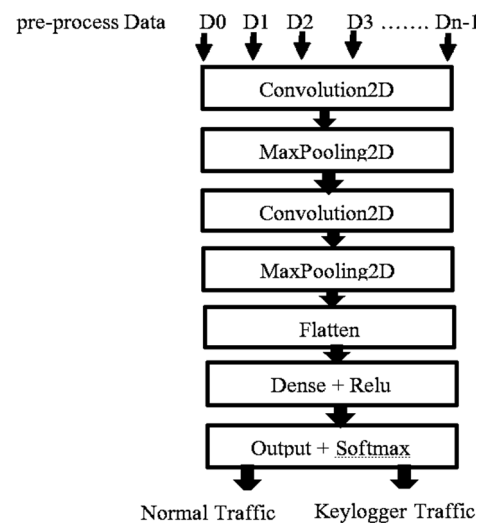 pre-process Data D0 D1 D2 D3 ....... Dn-1
Convolution2D
MaxPooling2D
Convolution2D
MaxPooling2D
Flatten
Dense + Relu
Output + Softmax
Normal Traffic Keylogger Traffic